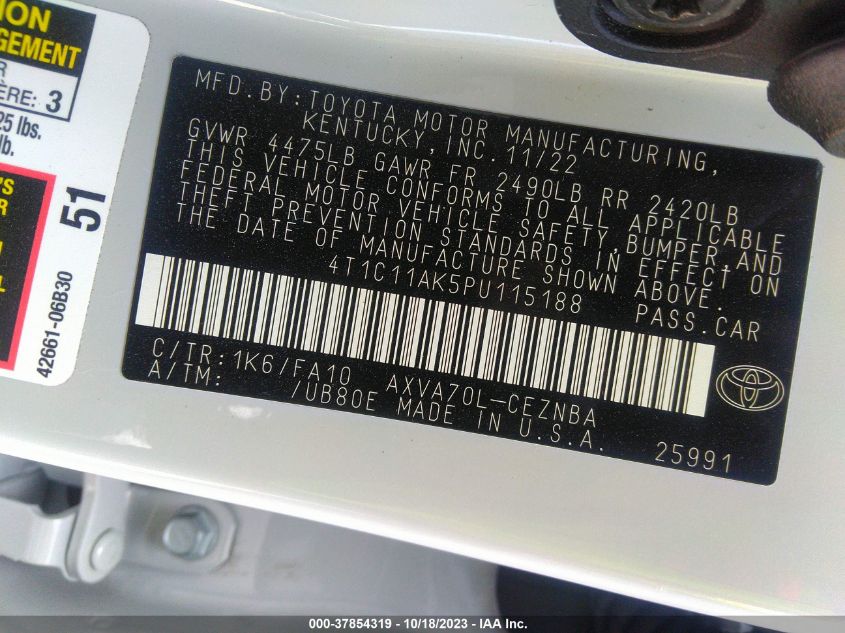 ION
GEMENT
R
ÈRE: 3
25 lbs.
lb.
'S
R
N
L
51
42661-06B30
MFD.BY:TOYOTA MOTOR MANUFACTURING,
KENTUCKY, INC. 11/22
GVWR 4475LB GAWR FR 2490LB RR 2420LB
THIS VEHICLE CONFORMS TO ALL APPLICABLE
FEDERAL MOTOR VEHICLE SAFETY,BUMPER,AND
THEFT PREVENTION STANDARDS IN EFFECT ON
THE DATE OF MANUFACTURE SHOWN ABOVE.
4T1C11AK5PU115188 PASS.CAR
C/TR:1K6/FA10 AXVA70L-CEZNBA
A/TM: /UB80E MADE IN U.S.A. 25991
000-37854319 - 10/18/2023 - IAA Inc.